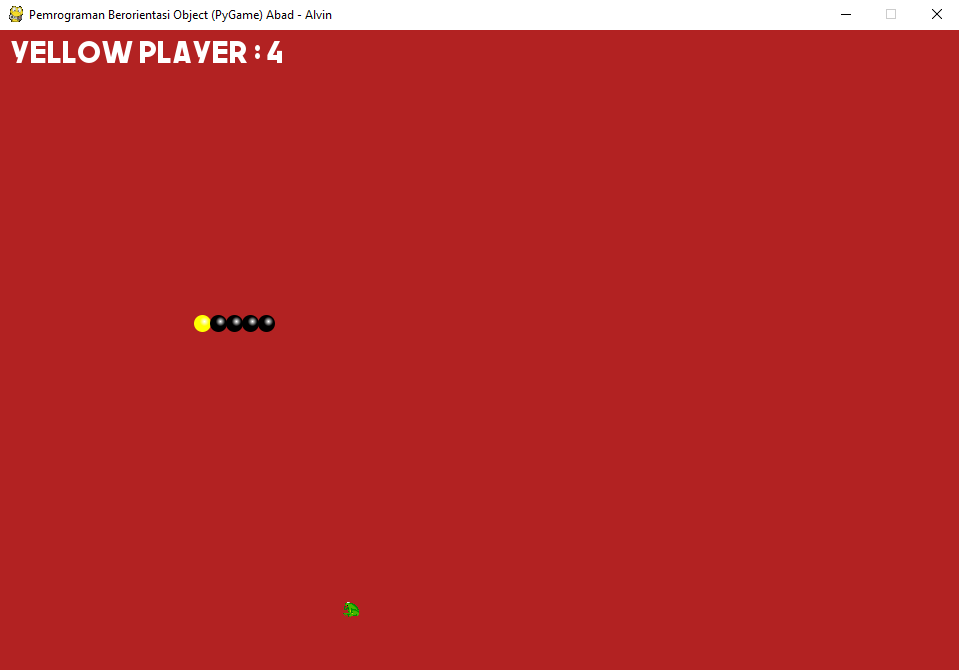 Pemrograman Berorientasi Object (PyGame) Abad - Alvin
YELLOW PLAYER : 4